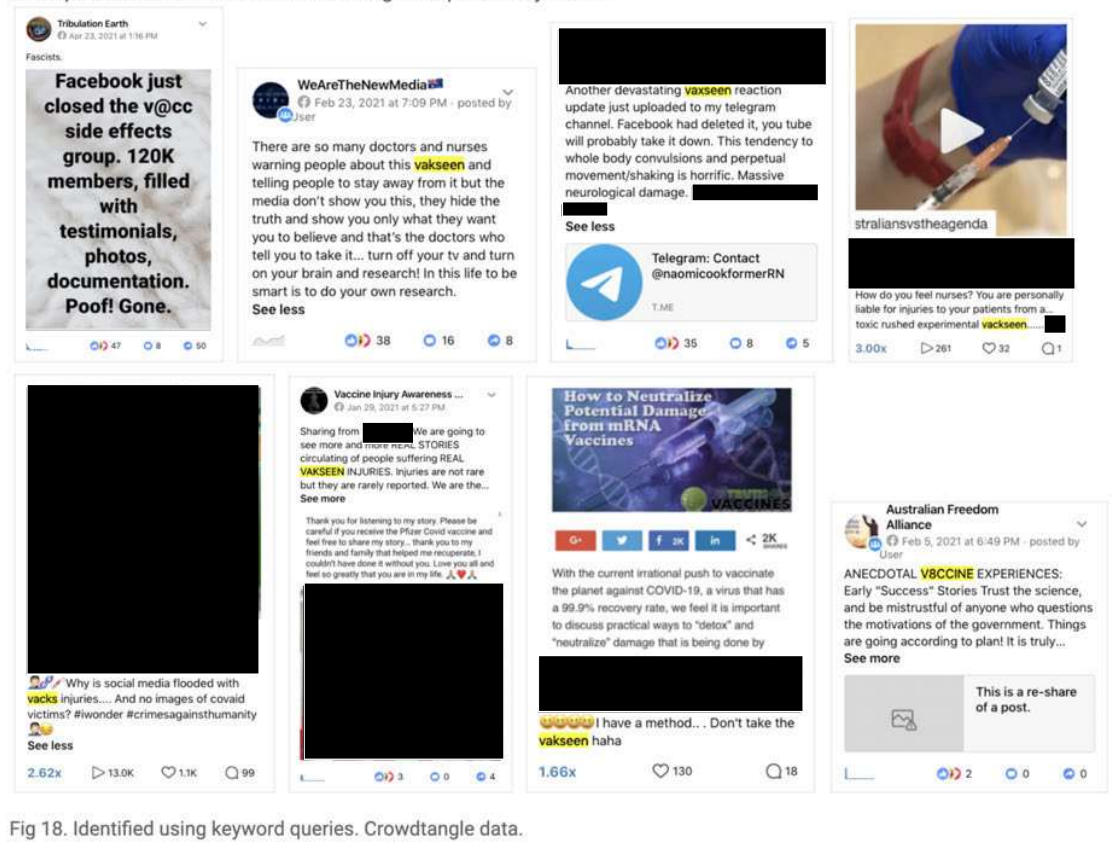 Tribulation Earth
Apr 23, 2021 at 1:16 PM
Fascists.
Facebook just
closed the v@cc
side effects
group. 120K
members, filled
with
testimonials,
photos,
documentation.
Poof! Gone.
47 8 50
WeAreTheNewMedia
Feb 23, 2021 at 7:09 PM - posted by
User
There are so many doctors and nurses
warning people about this vakseen and
telling people to stay away from it but the
media don't show you this, they hide the
truth and show you only what they want
you to believe and that's the doctors who
tell you to take it... turn off your tv and turn
on your brain and research! In this life to be
smart is to do your own research.
See less
38 16 8
Another devastating vaxseen reaction
update just uploaded to my telegram
channel. Facebook had deleted it, you tube
will probably take it down. This tendency to
whole body convulsions and perpetual
movement/shaking is horrific. Massive
neurological damage.
See less
Telegram: Contact
@naomicookformerRN
T.ME
35 8 5
straliansvstheagenda
How do you feel nurses? You are personally
liable for injuries to your patients from a...
toxic rushed experimental vackseen......
3.00x 261 32 1
Why is social media flooded with
vacks injuries.... And no images of covaid
victims? #iwonder #crimesagainsthumanity
See less
2.62x 13.0K 1.1K 99
Vaccine Injury Awareness ...
Jan 29, 2021 at 5:27 PM
Sharing from We are going to
see more and more REAL STORIES
circulating of people suffering REAL
VAKSEEN INJURIES. Injuries are not rare
but they are rarely reported. We are the...
See more
Thank you for listening to my story. Please be
careful if you receive the Pfizer Covid vaccine and
feel free to share my story... thank you to my
friends and family that helped me recuperate, I
couldn't have done it without you. Love you all and
feel so greatly that you are in my life.
3 0 4
How to Neutralize
Potential Damage
from mRNA
Vaccines
TRUTH
VACCINES
G+ f 2K in 2K
SHARES
With the current irrational push to vaccinate
the planet against COVID-19, a virus that has
a 99.9% recovery rate, we feel it is important
to discuss practical ways to "detox" and
"neutralize" damage that is being done by
I have a method.. . Don't take the
vakseen haha
1.66x 130 18
Australian Freedom
Alliance
Feb 5, 2021 at 6:49 PM - posted by
User
ANECDOTAL V8CCINE EXPERIENCES:
Early "Success" Stories Trust the science,
and be mistrustful of anyone who questions
the motivations of the government. Things
are going according to plan! It is truly...
See more
This is a re-share
of a post.
2 0 0
Fig 18. Identified using keyword queries. Crowdtangle data.